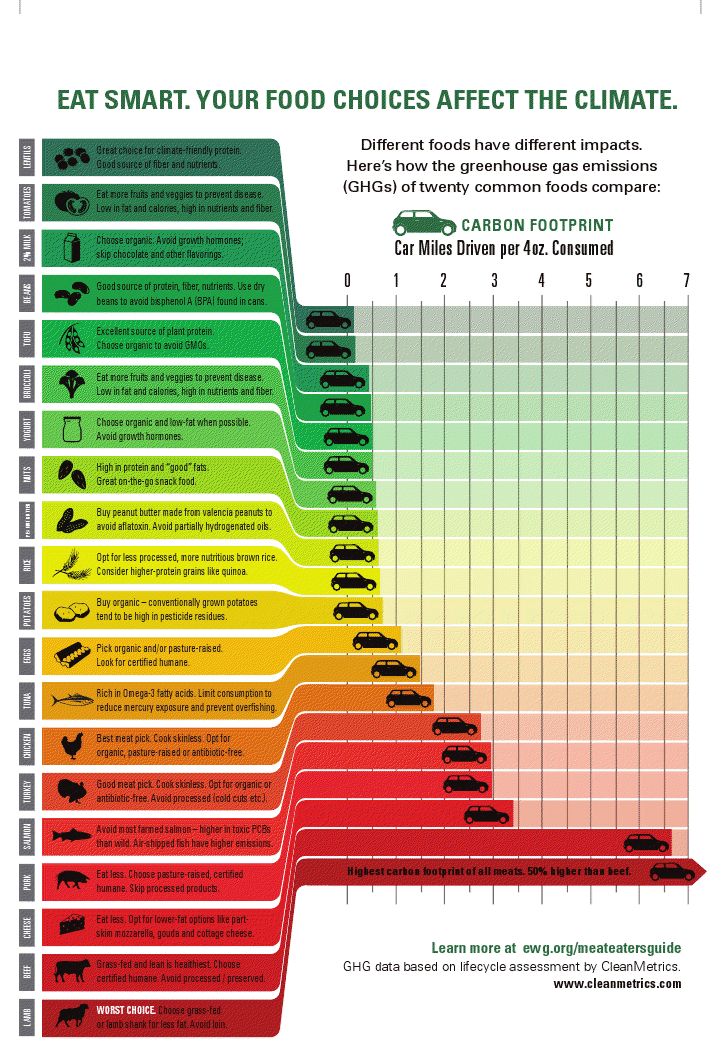 EAT SMART. YOUR FOOD CHOICES AFFECT THE CLIMATE.
Different foods have different impacts.
Here's how the greenhouse gas emissions
(GHGs) of twenty common foods compare:
CARBON FOOTPRINT
Car Miles Driven per 4oz. Consumed
0 1 2 3 4 5 6 7
LENTILS
Great choice for climate-friendly protein.
Good source of fiber and nutrients.
TOMATOES
Eat more fruits and veggies to prevent disease.
Low in fat and calories, high in nutrients and fiber.
2% MILK
Choose organic. Avoid growth hormones;
skip chocolate and other flavorings.
BEANS
Good source of protein, fiber, nutrients. Use dry
beans to avoid bisphenol A (BPA) found in cans.
TOFU
Excellent source of plant protein.
Choose organic to avoid GMOs.
BROCCOLI
Eat more fruits and veggies to prevent disease.
Low in fat and calories, high in nutrients and fiber.
YOGURT
Choose organic and low-fat when possible.
Avoid growth hormones.
NUTS
High in protein and "good" fats.
Great on-the-go snack food.
Buy peanut butter made from valencia peanuts to
avoid aflatoxin. Avoid partially hydrogenated oils.
RICE
Opt for less processed, more nutritious brown rice.
Consider higher-protein grains like quinoa.
POTATOES
Buy organic – conventionally grown potatoes
tend to be high in pesticide residues.
EGGS
Pick organic and/or pasture-raised.
Look for certified humane.
TUNA
Rich in Omega-3 fatty acids. Limit consumption to
reduce mercury exposure and prevent overfishing.
CHICKEN
Best meat pick. Cook skinless. Opt for
organic, pasture-raised or antibiotic-free.
TURKEY
Good meat pick. Cook skinless. Opt for organic or
antibiotic-free. Avoid processed (cold cuts etc.).
SALMON
Avoid most farmed salmon – higher in toxic PCBs
than wild. Air-shipped fish have higher emissions.
PORK
Eat less. Choose pasture-raised, certified
humane. Skip processed products.
CHEESE
Eat less. Opt for lower-fat options like part-
skim mozzarella, gouda and cottage cheese.
BEEF
Grass-fed and lean is healthiest. Choose
certified humane. Avoid processed / preserved.
LAMB
WORST CHOICE. Choose grass-fed
or lamb shank for less fat. Avoid loin.
Highest carbon footprint of all meats. 50% higher than beef.
Learn more at ewg.org/meateatersguide
GHG data based on lifecycle assessment by CleanMetrics.
www.cleanmetrics.com